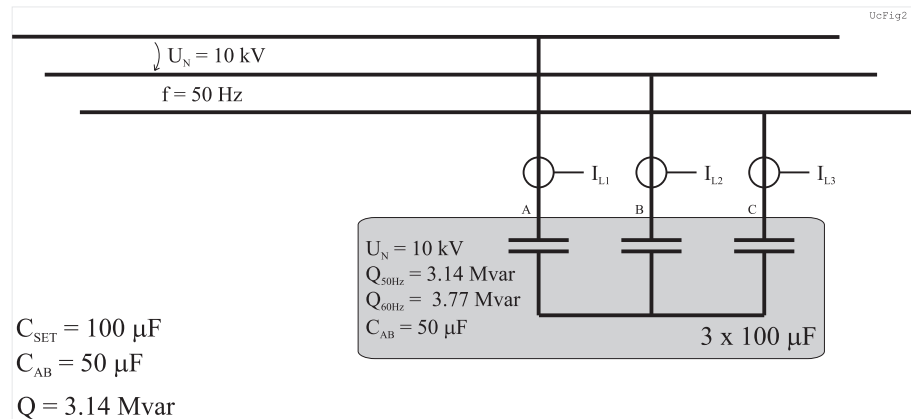 UcFig2
U_N = 10 kV
f = 50 Hz
I_L1
I_L2
I_L3
A
B
C
U_N = 10 kV
Q_50Hz = 3.14 Mvar
Q_60Hz = 3.77 Mvar
C_AB = 50 μF
3 x 100 μF
C_SET = 100 μF
C_AB = 50 μF
Q = 3.14 Mvar